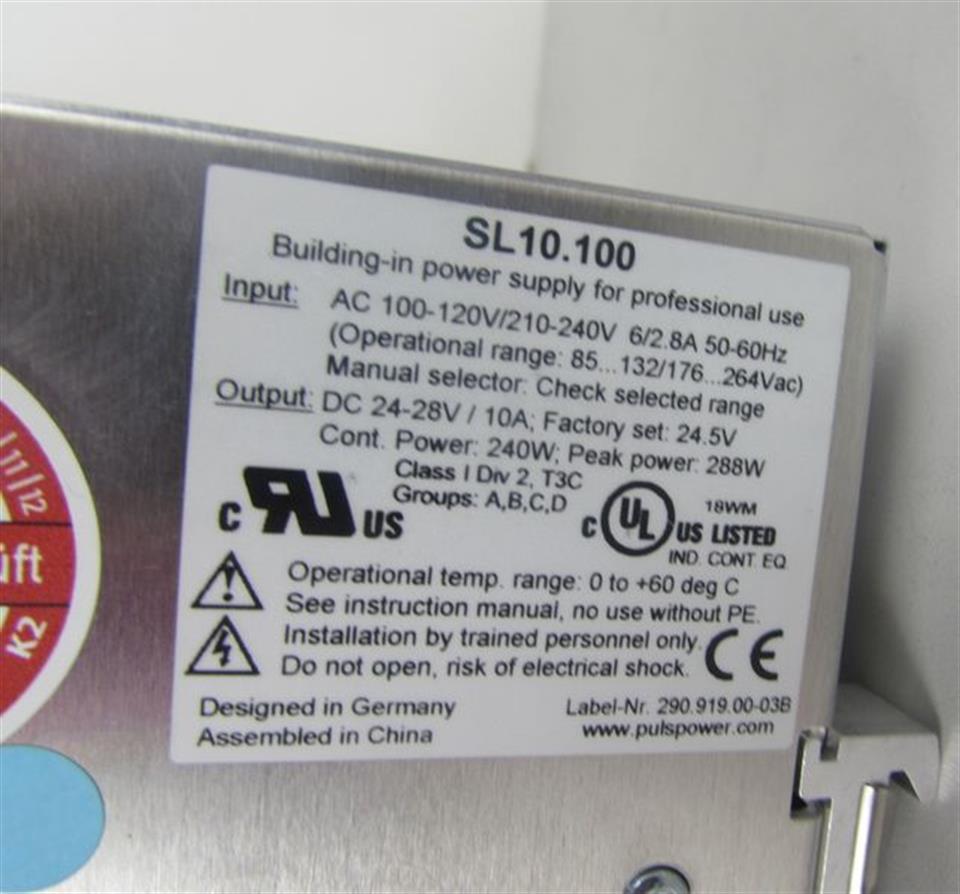 SL10.100
Building-in power supply for professional use
Input: AC 100-120V/210-240V 6/2.8A 50-60Hz
(Operational range: 85...132/176...264Vac)
Manual selector: Check selected range
Output: DC 24-28V / 10A; Factory set: 24.5V
Cont. Power: 240W; Peak power: 288W
Class I Div 2, T3C
Groups: A,B,C,D
C RU US
C UL US LISTED
18WM
IND. CONT. EQ.
Operational temp. range: 0 to +60 deg C
See instruction manual, no use without PE.
Installation by trained personnel only.
Do not open, risk of electrical shock.
CE
Designed in Germany
Assembled in China
Label-Nr. 290.919.00-03B
www.pulspower.com
11/12
üft
K2